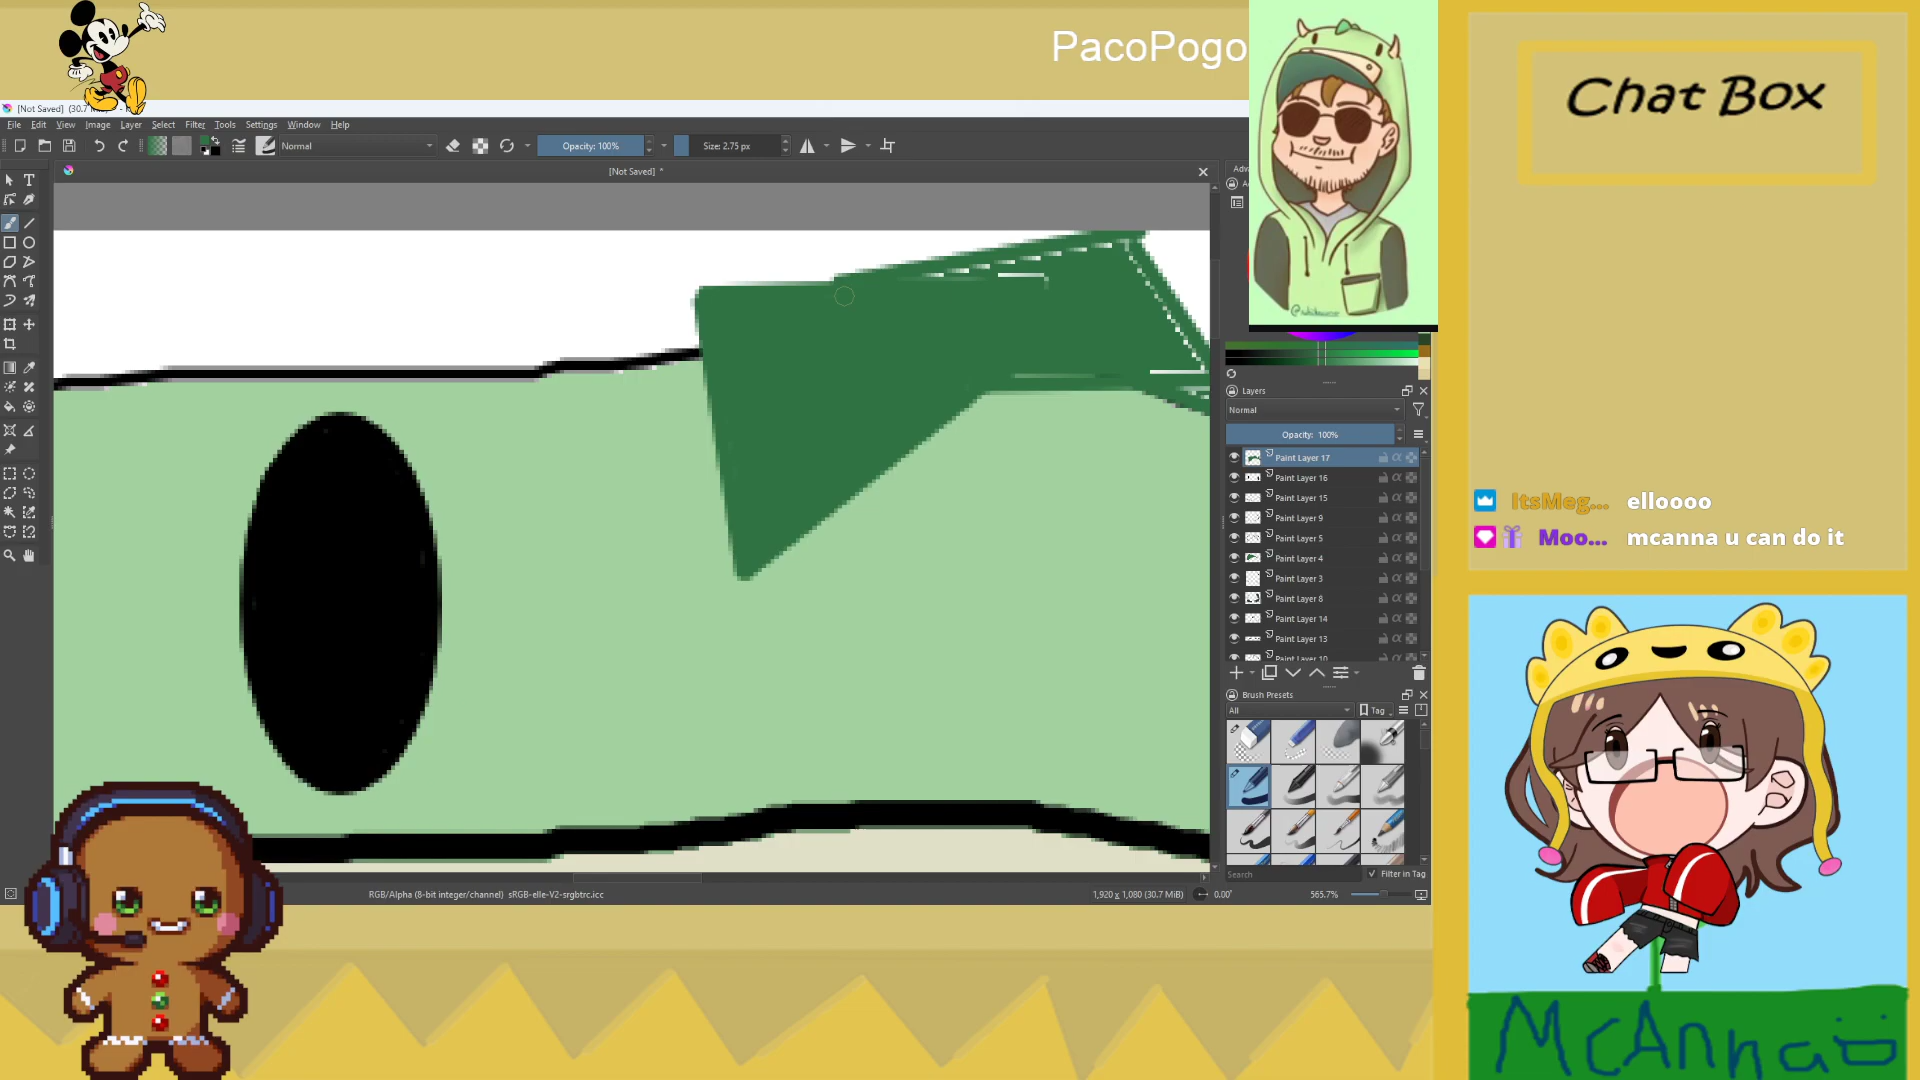 PacoPogo
Chat Box
[Not Saved] (30.7
File Edit View Image Layer Select Filter Tools Settings Window Help
Normal
Opacity: 100%
Size: 2.75 px
[Not Saved] *
Layers
Normal
Opacity: 100%
Paint Layer 17
Paint Layer 16
Paint Layer 15
Paint Layer 9
Paint Layer 5
Paint Layer 4
Paint Layer 3
Paint Layer 8
Paint Layer 14
Paint Layer 13
Paint Layer 10
Brush Presets
All
Tag
Search
Filter in Tag
RGB/Alpha (8-bit integer/channel) sRGB-elle-V2-srgbtrc.icc
1,920 x 1,080 (30.7 MiB)
0.00°
565.7%
ItsMeg... elloooo
Moo... mcanna u can do it
McAnna